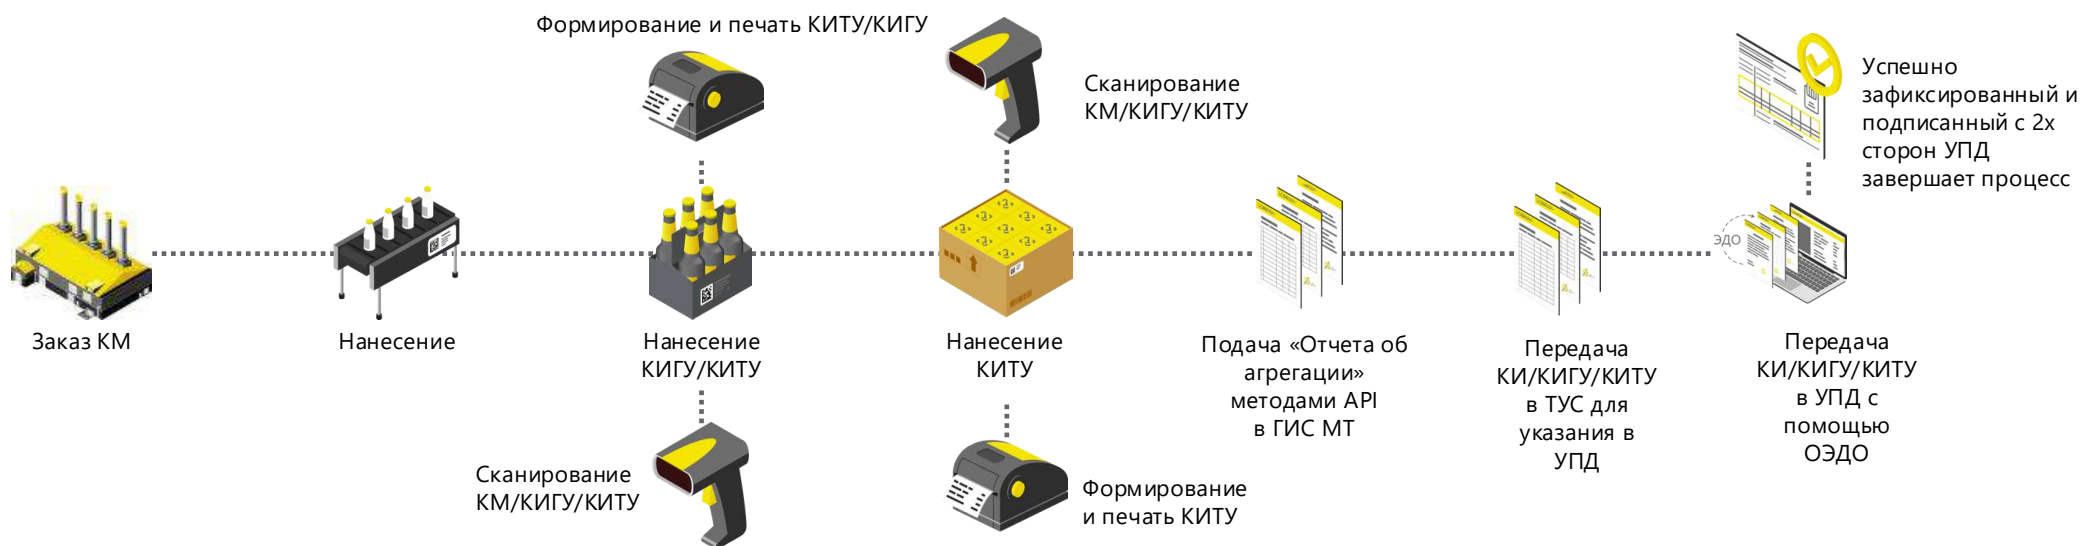 Формирование и печать КИТУ/КИГУ
Сканирование
КМ/КИГУ/КИТУ
Успешно
зафиксированный и
подписанный с 2х
сторон УПД
завершает процесс
ЭДО
Заказ КМ
Нанесение
Нанесение
КИГУ/КИТУ
Нанесение
КИТУ
Подача «Отчета об
агрегации»
методами API
в ГИС МТ
Передача
КИ/КИГУ/КИТУ
в ТУС для
указания в
УПД
Передача
КИ/КИГУ/КИТУ
в УПД с
помощью
ОЭДО
Сканирование
КМ/КИГУ/КИТУ
Формирование
и печать КИТУ